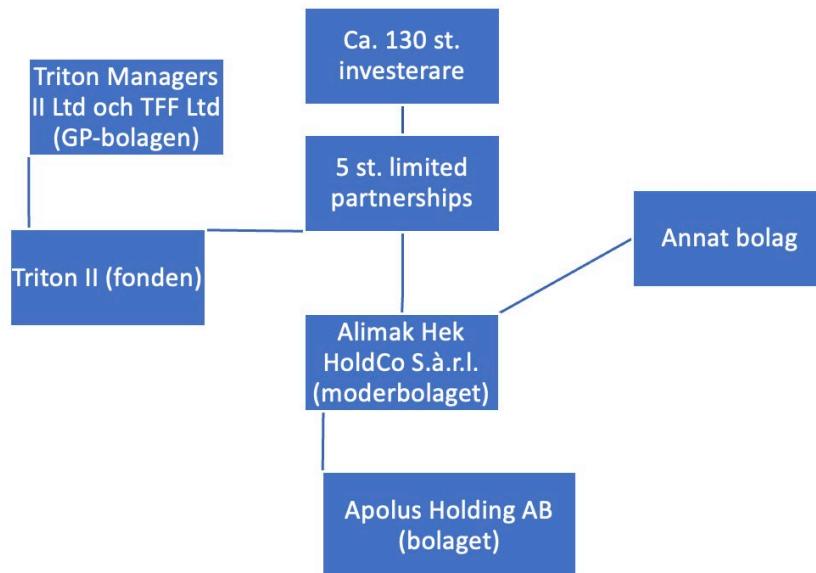 Ca. 130 st.
investerare
Triton Managers
II Ltd och TFF Ltd
(GP-bolagen)
5 st. limited
partnerships
Annat bolag
Triton II (fonden)
Alimak Hek
HoldCo S.à.r.l.
(moderbolaget)
Apolus Holding AB
(bolaget)